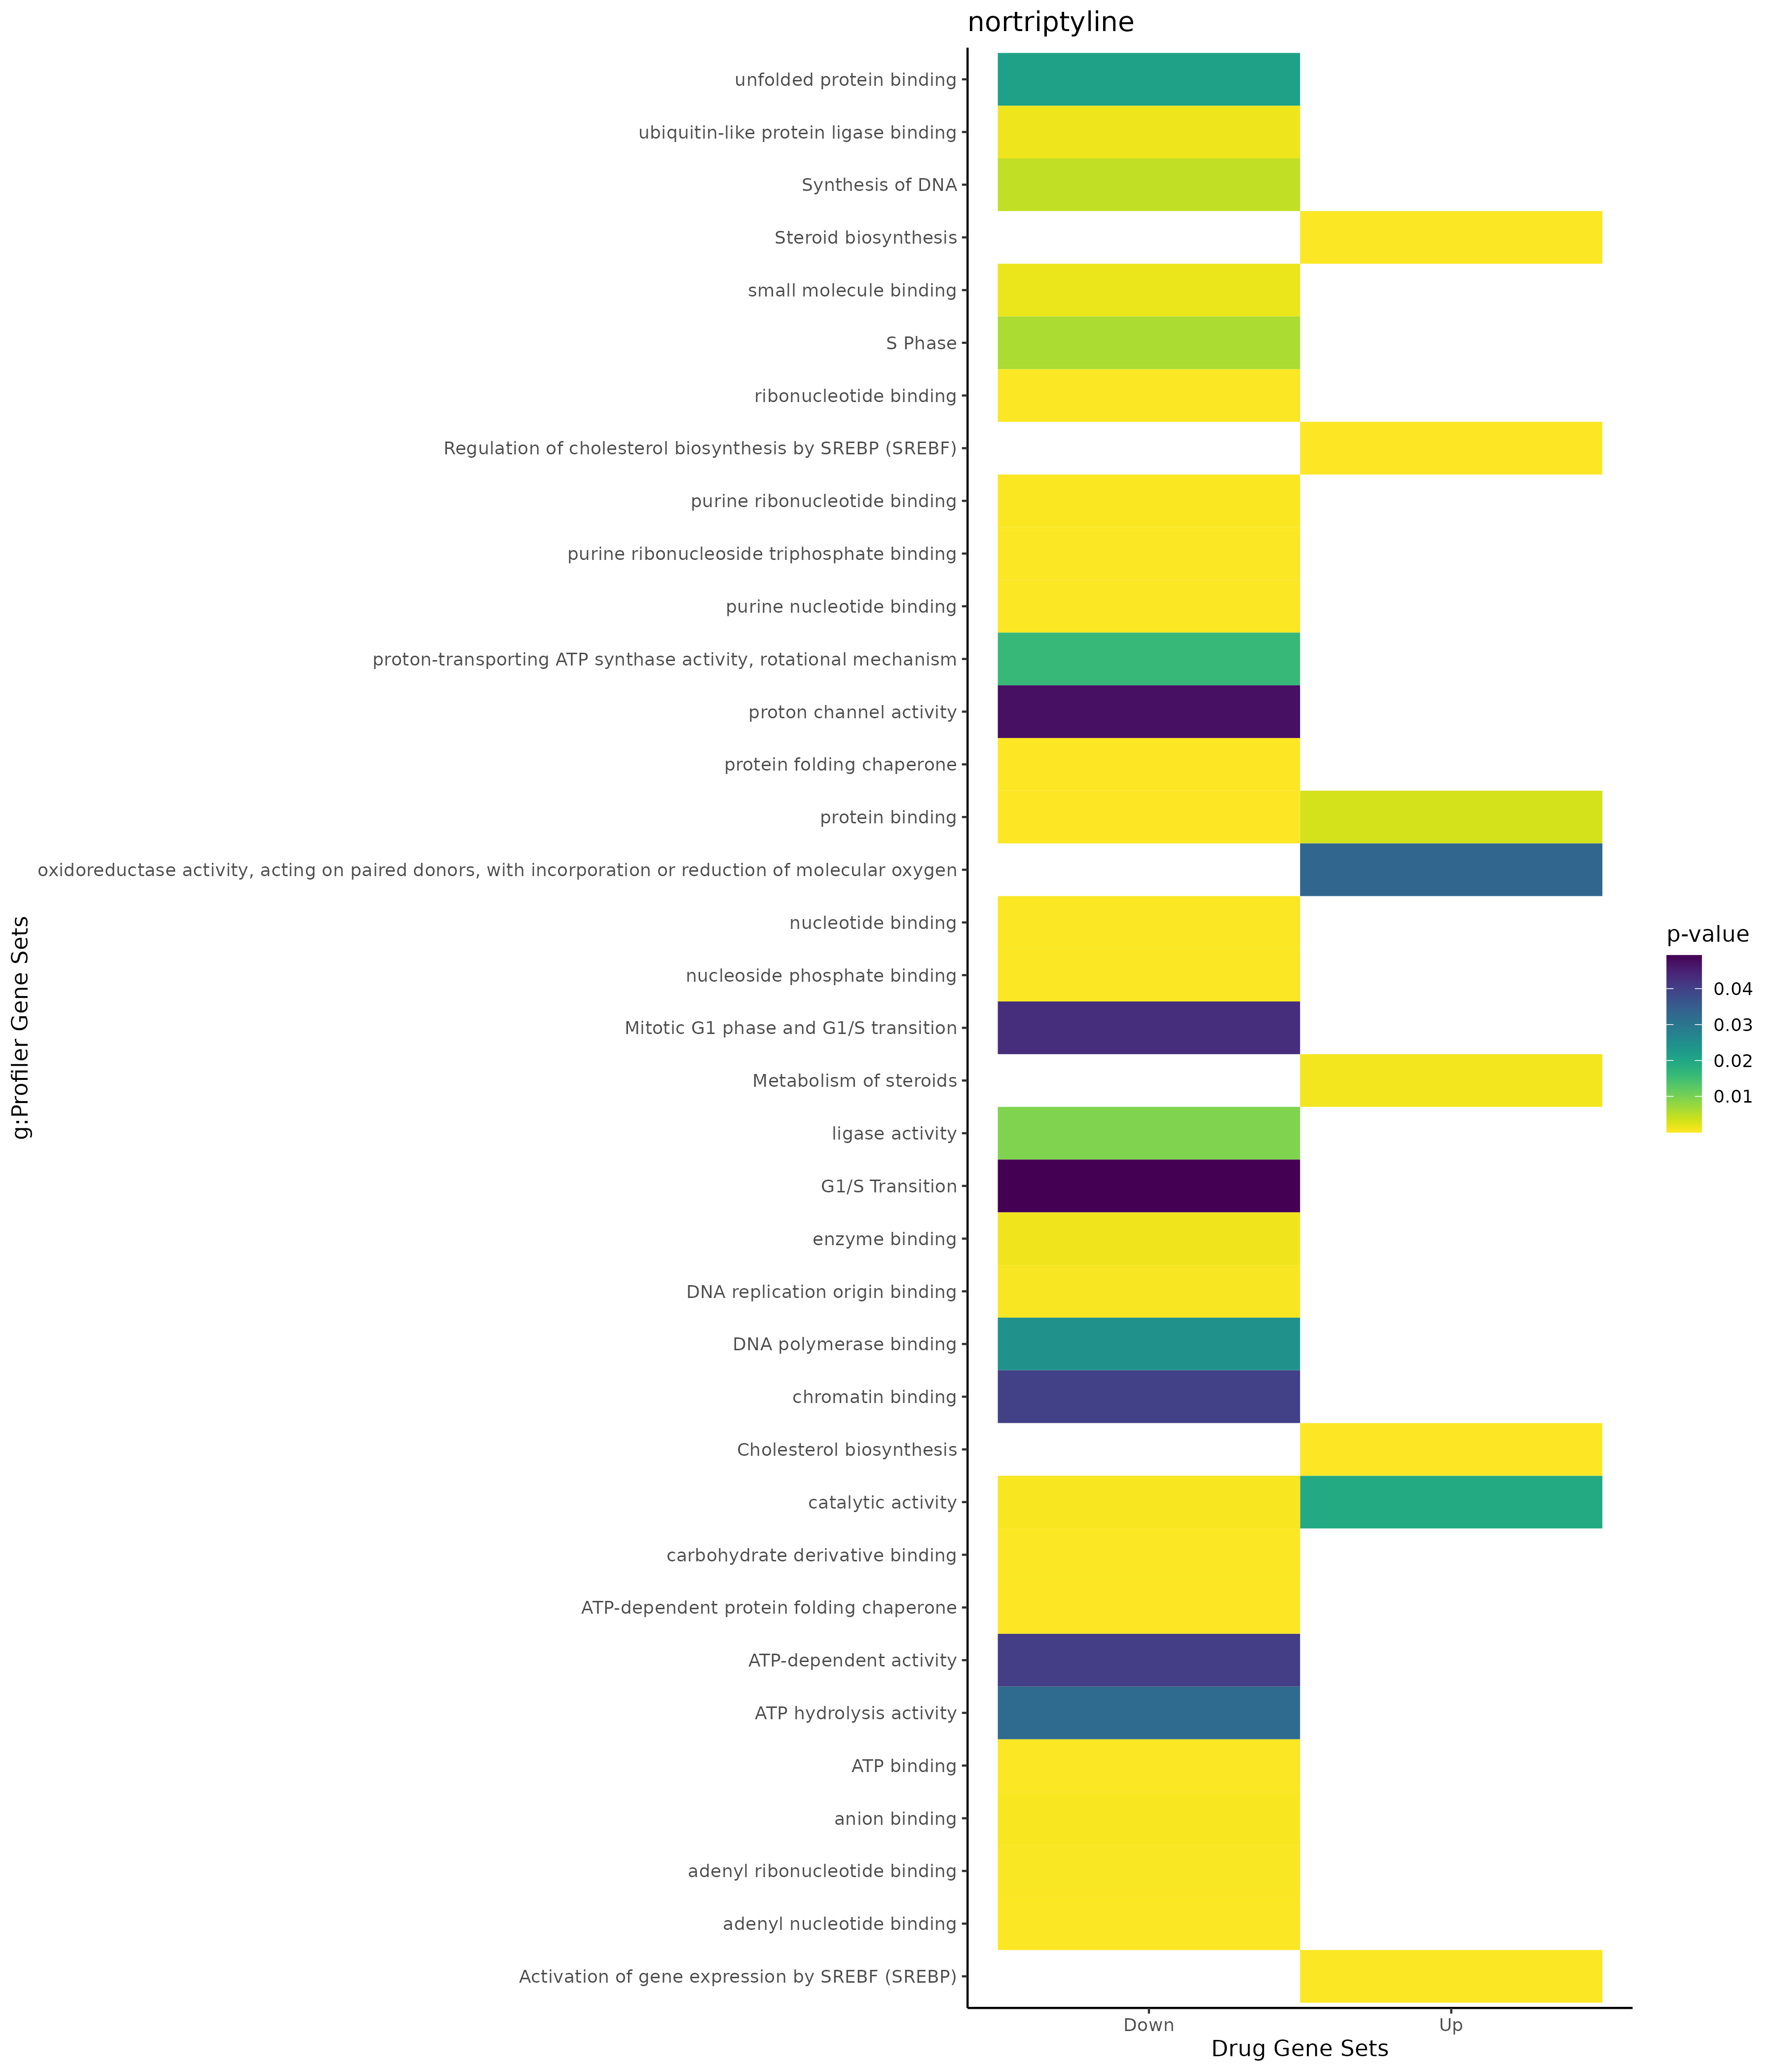 nortriptyline
unfolded protein binding
ubiquitin-like protein ligase binding
Synthesis of DNA
Steroid biosynthesis
small molecule binding
S Phase
ribonucleotide binding
Regulation of cholesterol biosynthesis by SREBP (SREBF)
purine ribonucleotide binding
purine ribonucleoside triphosphate binding
purine nucleotide binding
proton-transporting ATP synthase activity, rotational mechanism
proton channel activity
protein folding chaperone
protein binding
oxidoreductase activity, acting on paired donors, with incorporation or reduction of molecular oxygen
nucleotide binding
nucleoside phosphate binding
Mitotic G1 phase and G1/S transition
Metabolism of steroids
ligase activity
G1/S Transition
enzyme binding
DNA replication origin binding
DNA polymerase binding
chromatin binding
Cholesterol biosynthesis
catalytic activity
carbohydrate derivative binding
ATP-dependent protein folding chaperone
ATP-dependent activity
ATP hydrolysis activity
ATP binding
anion binding
adenyl ribonucleotide binding
adenyl nucleotide binding
Activation of gene expression by SREBF (SREBP)
g:Profiler Gene Sets
Down
Up
Drug Gene Sets
p-value
0.04
0.03
0.02
0.01